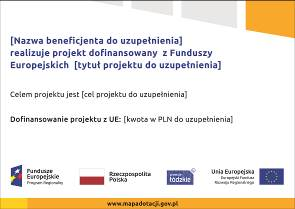 [Nazwa beneficjenta do uzupełnienia]
realizuje projekt dofinansowany z Funduszy
Europejskich [tytuł projektu do uzupełnienia]
Celem projektu jest [cel projektu do uzupełnienia]
Dofinansowanie projektu z UE: [kwota w PLN do uzupełnienia]
Fundusze
Europejskie
Program Regionalny
Rzeczpospolita
Polska
łódzkie
Unia Europejska
Europejski Fundusz
Rozwoju Regionalnego
www.mapadotacji.gov.pl